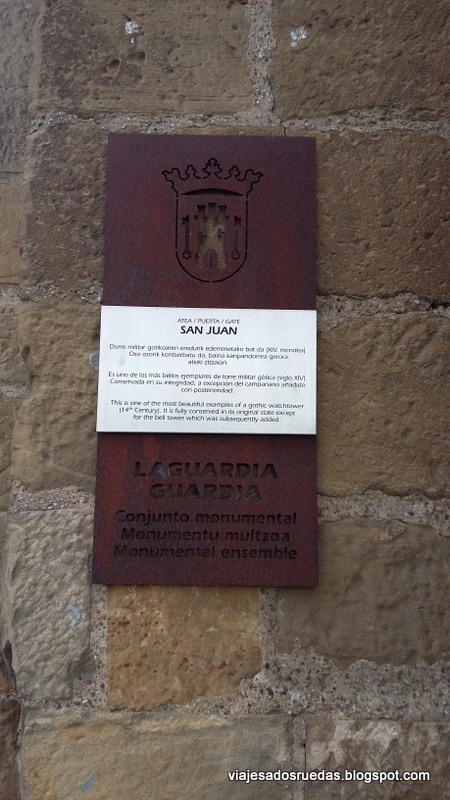 ATEA / PUERTA / GATE
SAN JUAN
Dorre militar gotikoaren eredurik ederrenetako bat da (XIV. mendea)
Oso osorik kontserbatu da, baina kanpandorrea gerora
atxiki zitzaion.
Es uno de los más bellos ejemplares de torre militar gótica (siglo XIV)
Conservada en su integridad, a excepción del campanario añadido
con posterioridad.
This is one of the most beautiful examples of a gothic watchtower
(14th Century). It is fully conserved in its original state except
for the bell tower which was subsequently added.
LAGUARDIA
GUARDIA
Conjunto monumental
Monumentu multzoa
Monumental ensemble
viajesadosruedas.blogspot.com